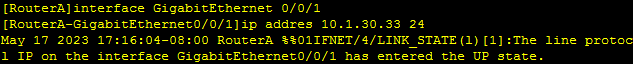 [RouterA]interface GigabitEthernet 0/0/1
[RouterA-GigabitEthernet0/0/1]ip addres 10.1.30.33 24
May 17 2023 17:16:04-08:00 RouterA %%01IFNET/4/LINK_STATE(l)[1]:The line protoco
l IP on the interface GigabitEthernet0/0/1 has entered the UP state.